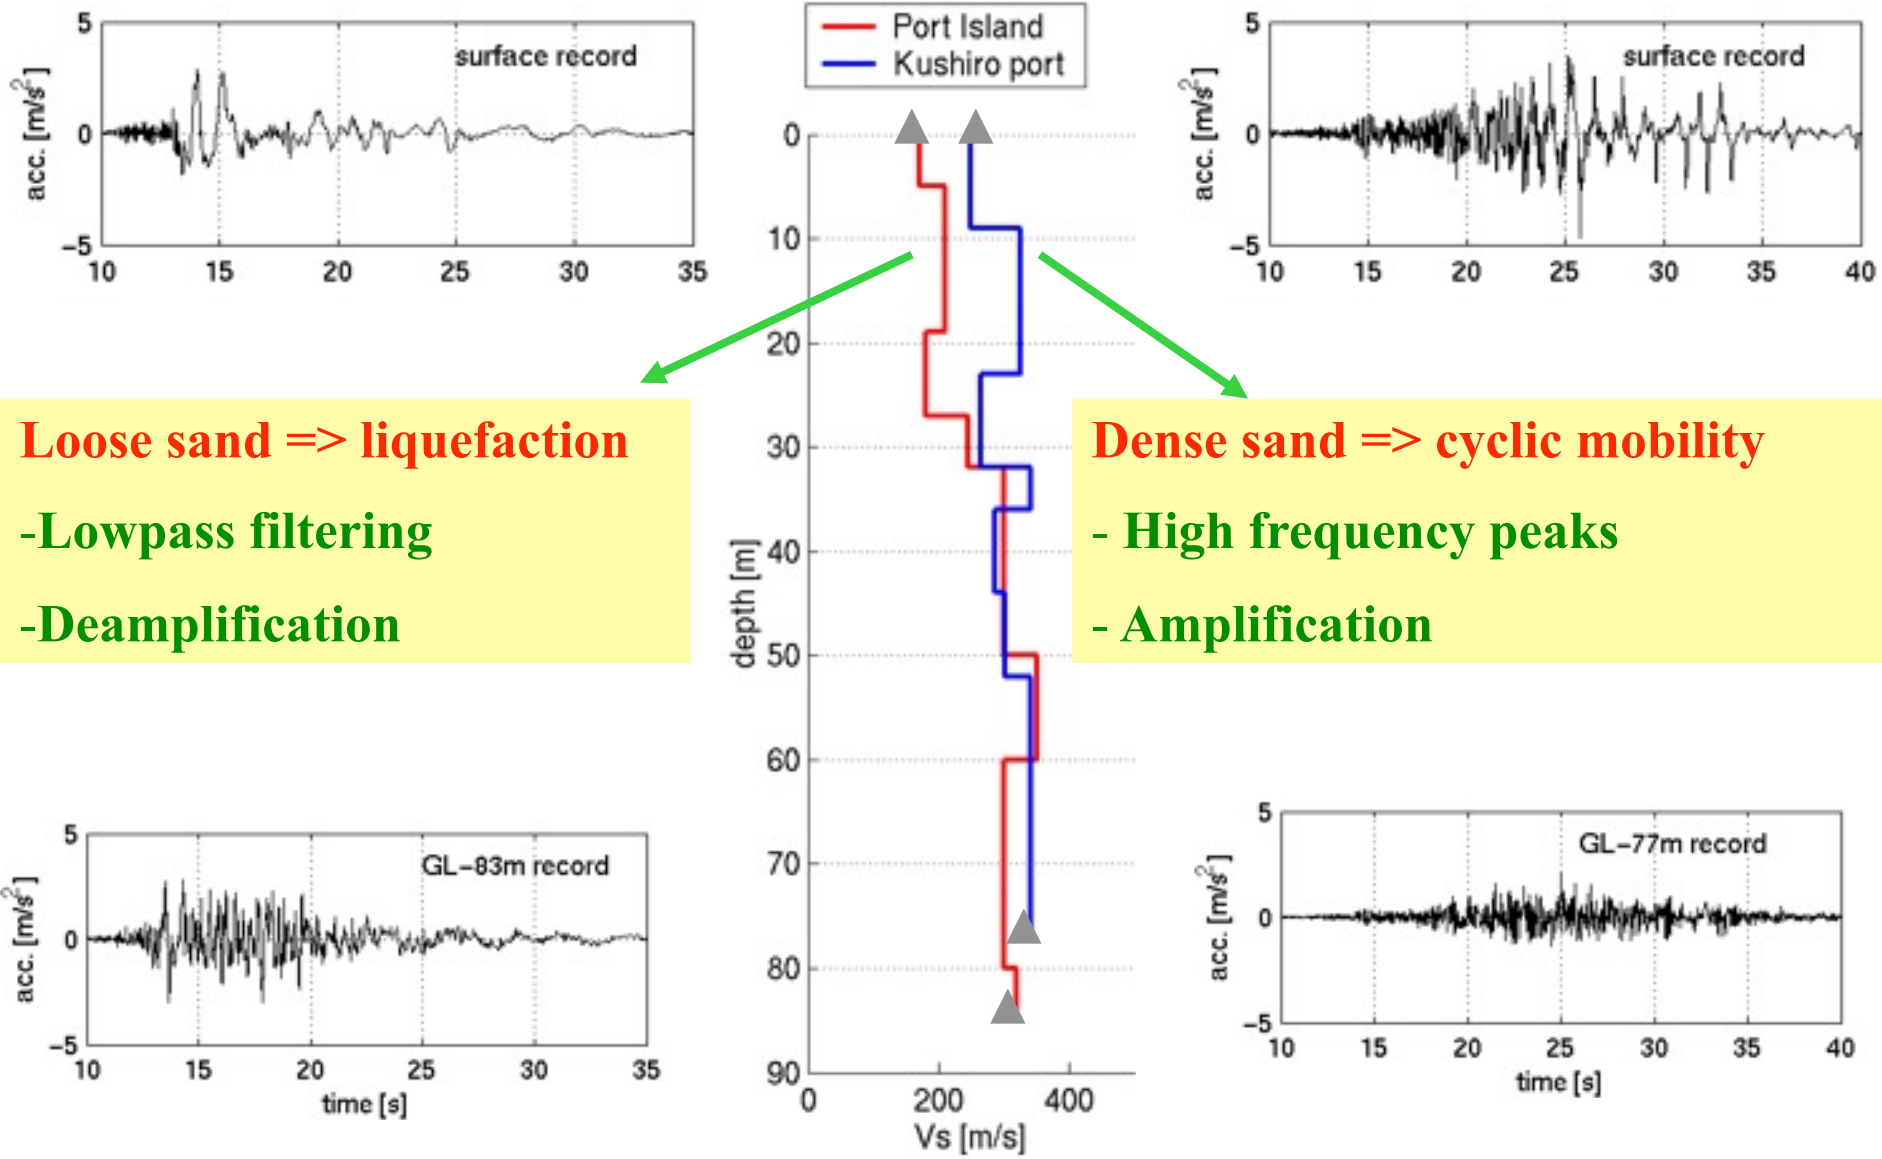 surface record
acc. [m/s²]
5
0
−5
10 15 20 25 30 35
Port Island
Kushiro port
surface record
acc. [m/s²]
5
0
−5
10 15 20 25 30 35 40
Loose sand => liquefaction
-Lowpass filtering
-Deamplification
0
10
20
30
40
50
60
70
80
90
depth [m]
0 200 400
Vs [m/s]
Dense sand => cyclic mobility
- High frequency peaks
- Amplification
GL−83m record
acc. [m/s²]
5
0
−5
10 15 20 25 30 35
time [s]
GL−77m record
acc. [m/s²]
5
0
−5
10 15 20 25 30 35 40
time [s]